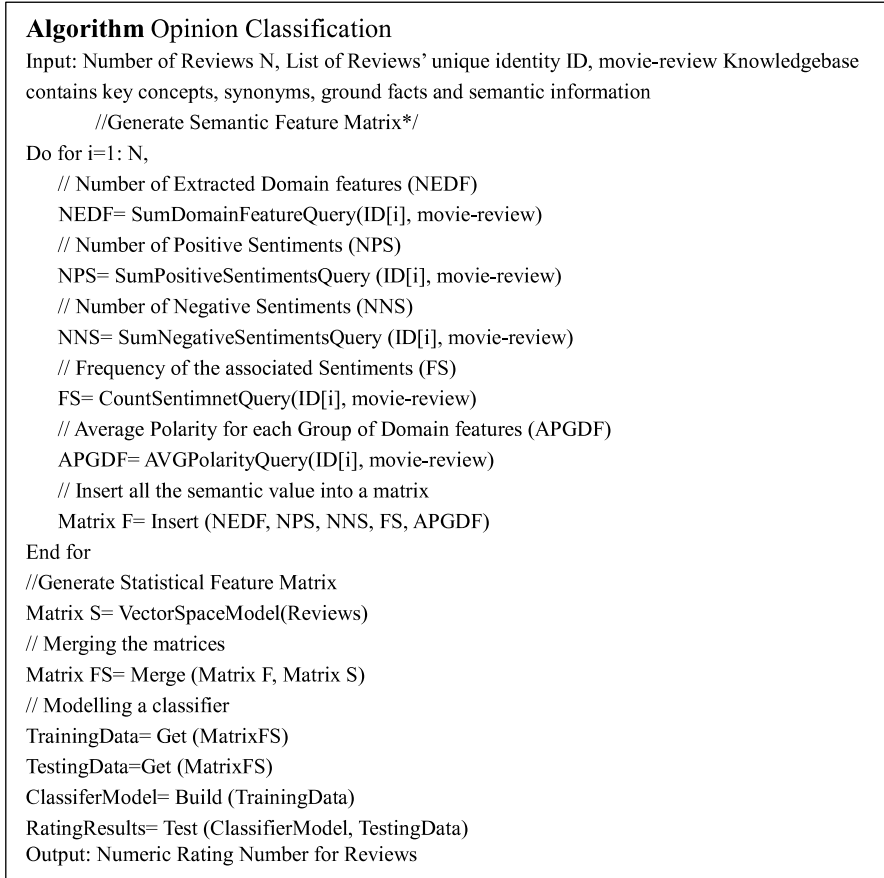 Algorithm Opinion Classification
Input: Number of Reviews N, List of Reviews’ unique identity ID, movie-review Knowledgebase
contains key concepts, synonyms, ground facts and semantic information
//Generate Semantic Feature Matrix*/
Do for i=1: N,
// Number of Extracted Domain features (NEDF)
NEDF= SumDomainFeatureQuery(ID[i], movie-review)
// Number of Positive Sentiments (NPS)
NPS= SumPositiveSentimentsQuery (ID[i], movie-review)
// Number of Negative Sentiments (NNS)
NNS= SumNegativeSentimentsQuery (ID[i], movie-review)
// Frequency of the associated Sentiments (FS)
FS= CountSentimnetQuery(ID[i], movie-review)
// Average Polarity for each Group of Domain features (APGDF)
APGDF= AVGPolarityQuery(ID[i], movie-review)
// Insert all the semantic value into a matrix
Matrix F= Insert (NEDF, NPS, NNS, FS, APGDF)
End for
//Generate Statistical Feature Matrix
Matrix S= VectorSpaceModel(Reviews)
// Merging the matrices
Matrix FS= Merge (Matrix F, Matrix S)
// Modelling a classifier
TrainingData= Get (MatrixFS)
TestingData=Get (MatrixFS)
ClassiferModel= Build (TrainingData)
RatingResults= Test (ClassifierModel, TestingData)
Output: Numeric Rating Number for Reviews